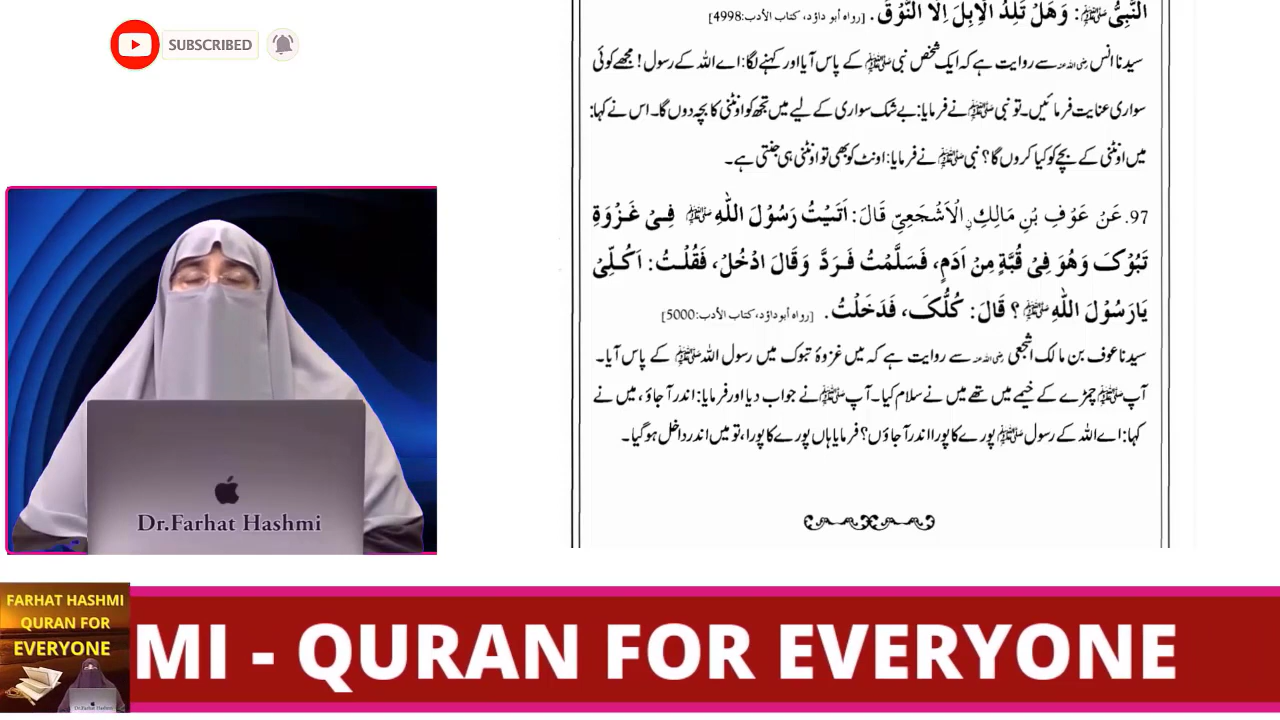 SUBSCRIBED
النَّبِيُّ ﷺ: وَهَلْ تَلِدُ الْإِبِلَ اِلَّا النُّوْقُ. [رواه أبو داؤد، کتاب الأدب:4998]
سیدنا انس رضی اللہ عنہ سے روایت ہے کہ ایک شخص نبی ﷺ کے پاس آیا اور کہنے لگا: اے اللہ کے رسول! مجھے کوئی
سواری عنایت فرمائیں۔ تو نبی ﷺ نے فرمایا: بے شک سواری کے لیے میں تجھ کو اونٹنی کا بچہ دوں گا۔ اس نے کہا:
میں اونٹنی کے بچے کو کیا کروں گا؟ نبی ﷺ نے فرمایا: اونٹ کو بھی تو اونٹنی ہی جنتی ہے۔
97. عَنْ عَوْفِ بْنِ مَالِكِ نِ الْاَشْجَعِيِّ قَالَ: اَتَيْتُ رَسُوْلَ اللّٰهِ ﷺ فِيْ غَزْوَةِ
تَبُوْكَ وَهُوَ فِيْ قُبَّةٍ مِنْ اَدَمٍ، فَسَلَّمْتُ فَرَدَّ وَقَالَ ادْخُلْ، فَقُلْتُ: اَكُلِّيْ
يَارَسُوْلَ اللّٰهِ ﷺ؟ قَالَ: كُلُّكَ، فَدَخَلْتُ. [رواه أبوداؤد، کتاب الأدب:5000]
سیدنا عوف بن مالک اشجعی رضی اللہ عنہ سے روایت ہے کہ میں غزوۂ تبوک میں رسول اللہ ﷺ کے پاس آیا۔
آپ ﷺ چمڑے کے خیمے میں تھے میں نے سلام کیا۔ آپ ﷺ نے جواب دیا اور فرمایا: اندر آ جاؤ، میں نے
کہا: اے اللہ کے رسول ﷺ پورے کا پورا اندر آ جاؤں؟ فرمایا ہاں پورے کا پورا، تو میں اندر داخل ہو گیا۔
Dr.Farhat Hashmi
FARHAT HASHMI
QURAN FOR
EVERYONE
Dr.Farhat Hashmi
MI - QURAN FOR EVERYONE